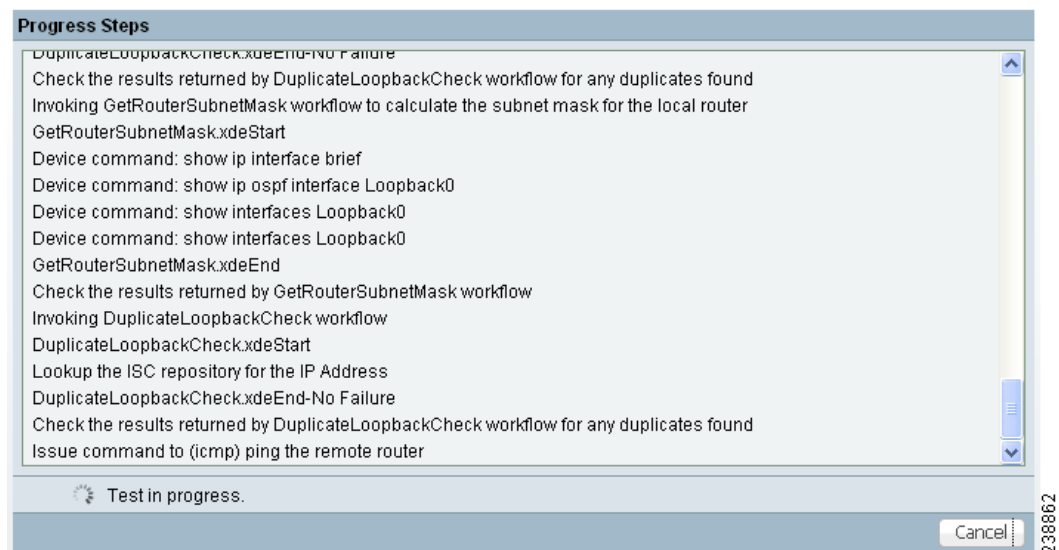 Progress Steps
DuplicateLoopbackCheck.xdeEnd-No Failure
Check the results returned by DuplicateLoopbackCheck workflow for any duplicates found
Invoking GetRouterSubnetMask workflow to calculate the subnet mask for the local router
GetRouterSubnetMask.xdeStart
Device command: show ip interface brief
Device command: show ip ospf interface Loopback0
Device command: show interfaces Loopback0
Device command: show interfaces Loopback0
GetRouterSubnetMask.xdeEnd
Check the results returned by GetRouterSubnetMask workflow
Invoking DuplicateLoopbackCheck workflow
DuplicateLoopbackCheck.xdeStart
Lookup the ISC repository for the IP Address
DuplicateLoopbackCheck.xdeEnd-No Failure
Check the results returned by DuplicateLoopbackCheck workflow for any duplicates found
Issue command to (icmp) ping the remote router
Test in progress.
Cancel
238862